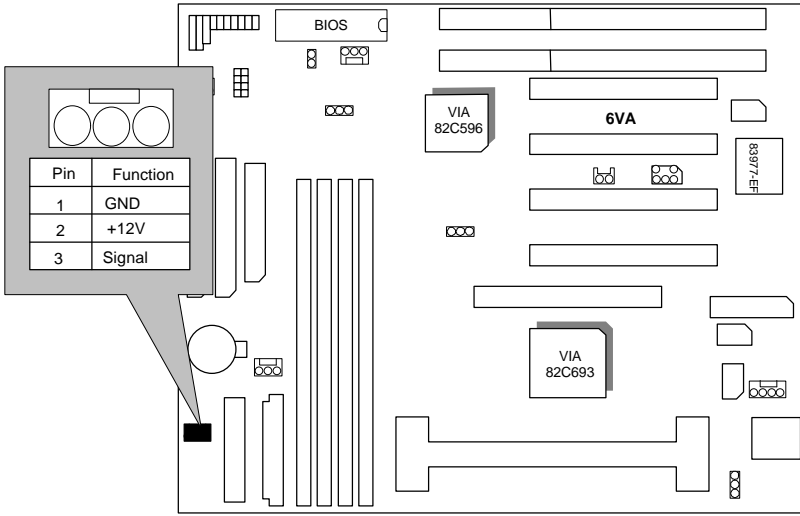 BIOS
VIA
82C596
6VA
83977-EF
Pin Function
1 GND
2 +12V
3 Signal
VIA
82C693